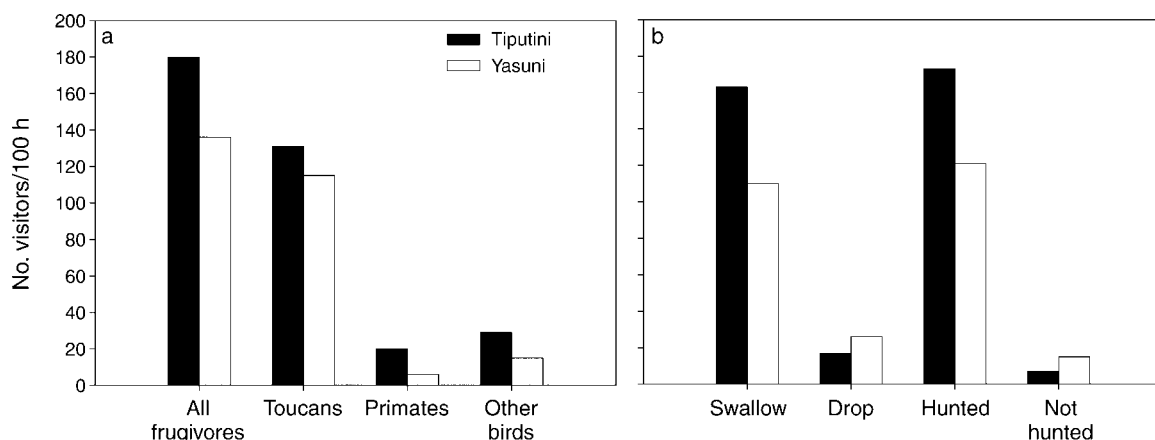 No. visitors/100 h
200
180
160
140
120
100
80
60
40
20
0
a
Tiputini
Yasuni
All
frugivores
Toucans
Primates
Other
birds
b
Swallow
Drop
Hunted
Not
hunted